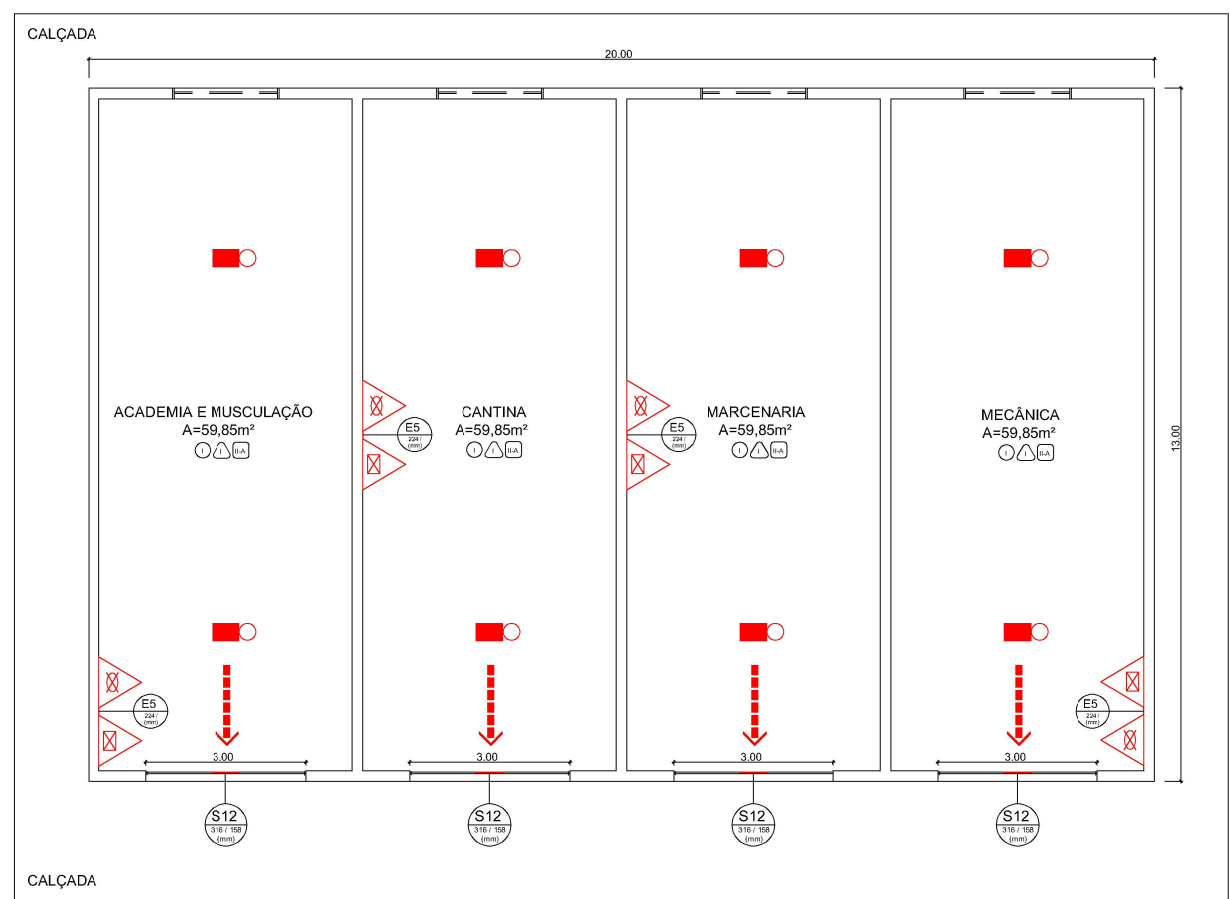 CALÇADA
20.00
13.00
ACADEMIA E MUSCULAÇÃO
A=59,85m²
I I II-A
CANTINA
A=59,85m²
I I II-A
MARCENARIA
A=59,85m²
I I II-A
MECÂNICA
A=59,85m²
I I II-A
E5
224 /
(mm)
E5
224 /
(mm)
E5
224 /
(mm)
E5
224 /
(mm)
3.00
3.00
3.00
3.00
S12
316 / 158
(mm)
S12
316 / 158
(mm)
S12
316 / 158
(mm)
S12
316 / 158
(mm)
CALÇADA